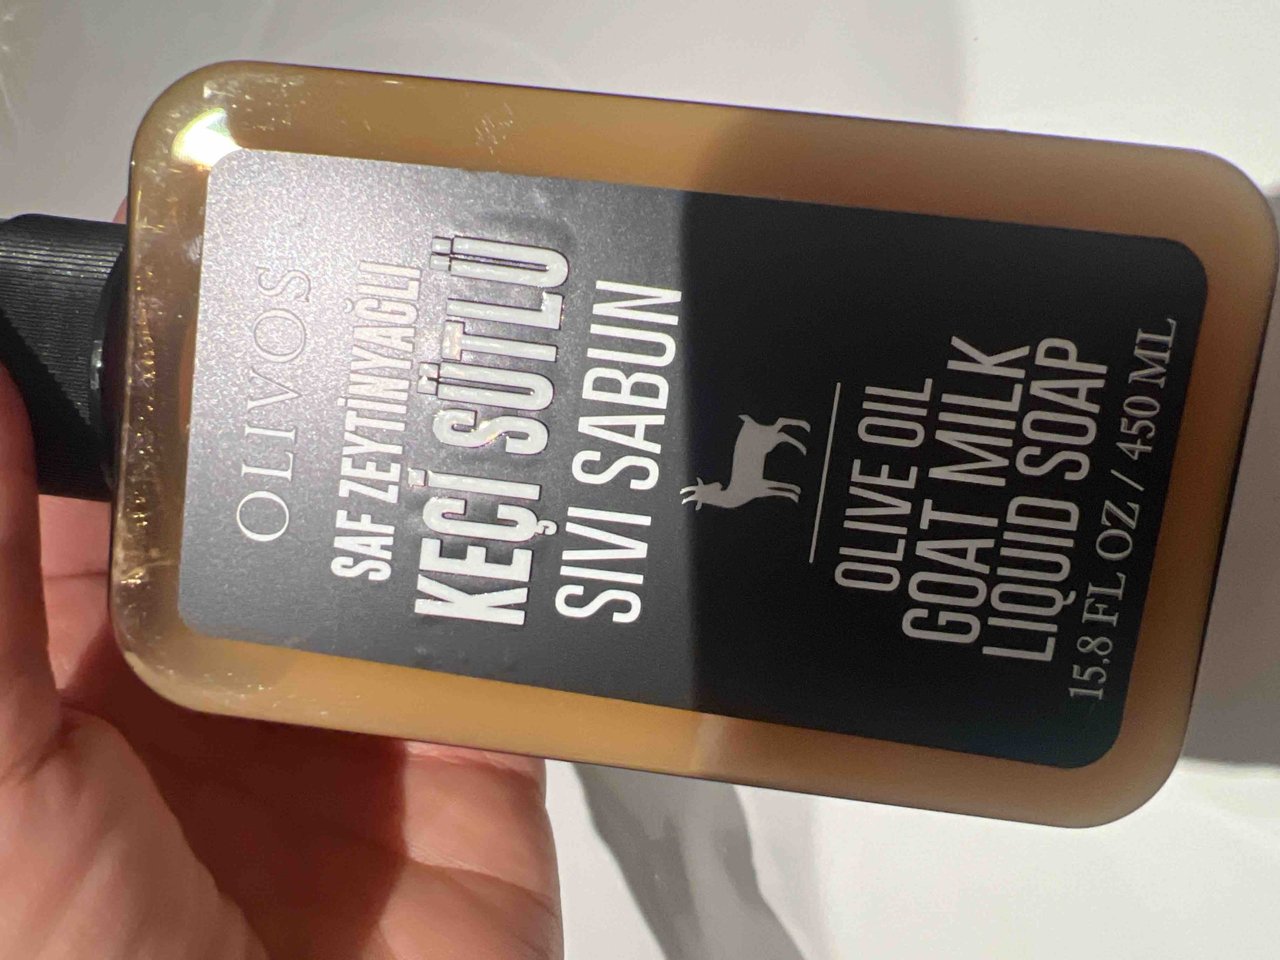 OLIVOS
SAF ZEYTİNYAĞLI
KEÇİ SÜTLÜ
SIVI SABUN
OLIVE OIL
GOAT MILK
LIQUID SOAP
15.8 FL OZ / 450 ML